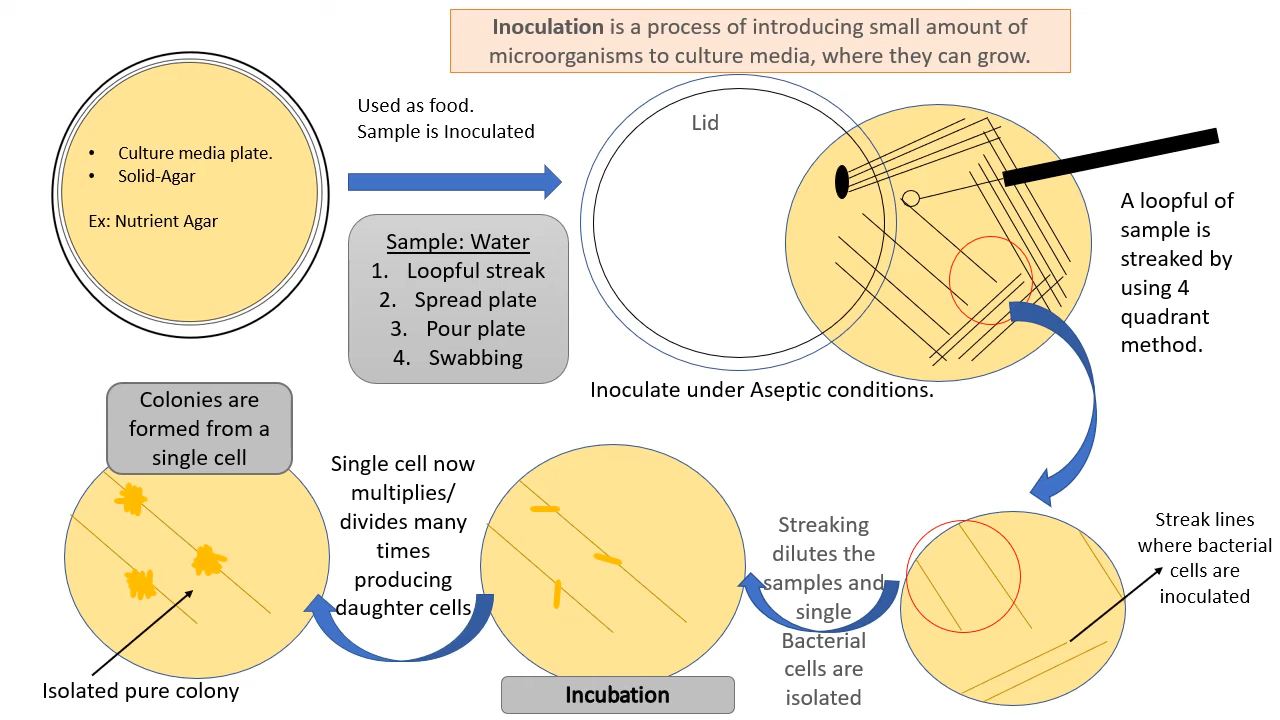 Inoculation is a process of introducing small amount of
microorganisms to culture media, where they can grow.
• Culture media plate.
• Solid-Agar
Ex: Nutrient Agar
Used as food.
Sample is Inoculated
Sample: Water
1. Loopful streak
2. Spread plate
3. Pour plate
4. Swabbing
Lid
A loopful of
sample is
streaked by
using 4
quadrant
method.
Inoculate under Aseptic conditions.
Streak lines
where bacterial
cells are
inoculated
Streaking
dilutes the
samples and
single
Bacterial
cells are
isolated
Incubation
Single cell now
multiplies/
divides many
times
producing
daughter cells
Colonies are
formed from a
single cell
Isolated pure colony